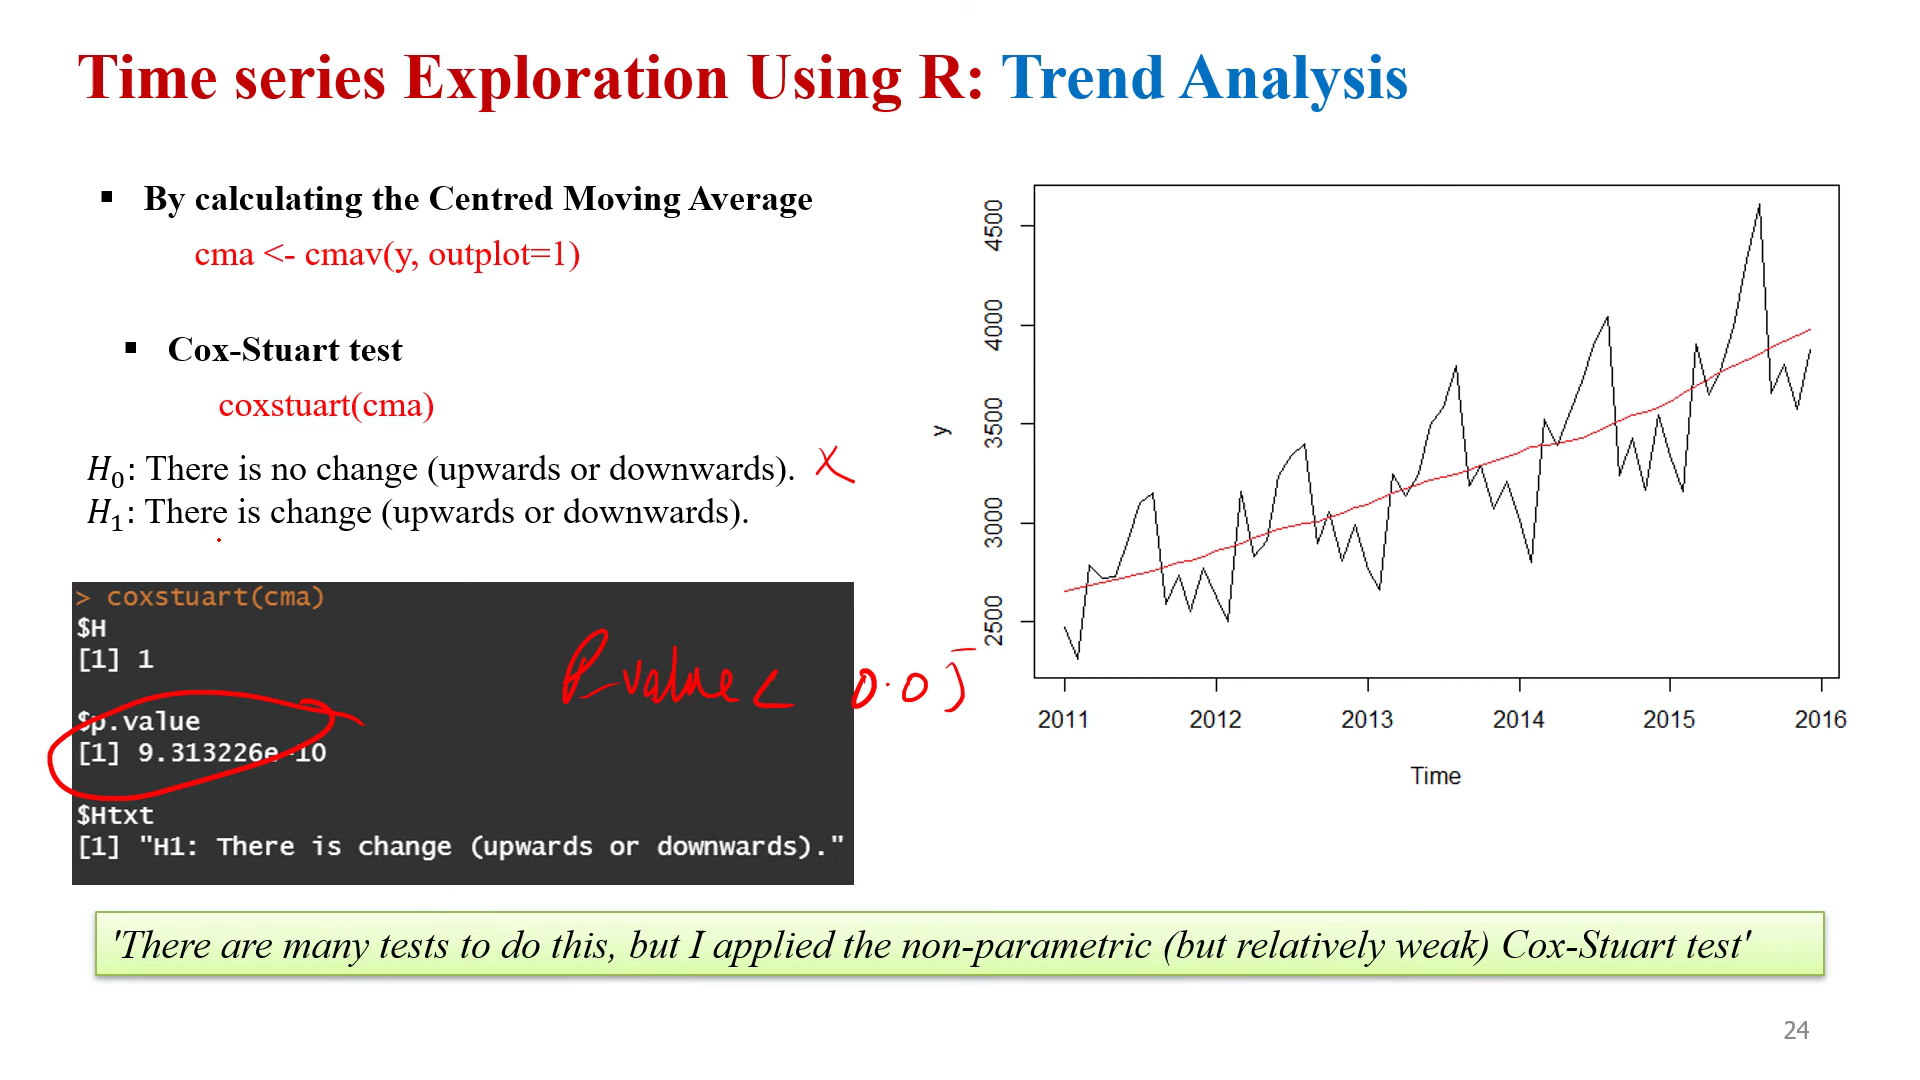 Time series Exploration Using R: Trend Analysis
▪ By calculating the Centred Moving Average
cma <- cmav(y, outplot=1)
▪ Cox-Stuart test
coxstuart(cma)
H₀: There is no change (upwards or downwards). X
H₁: There is change (upwards or downwards).
> coxstuart(cma)
$H
[1] 1
$p.value
[1] 9.313226e-10
$Htxt
[1] "H1: There is change (upwards or downwards)."
P-value < 0.05
y
4500
4000
3500
3000
2500
2011 2012 2013 2014 2015 2016
Time
'There are many tests to do this, but I applied the non-parametric (but relatively weak) Cox-Stuart test'
24